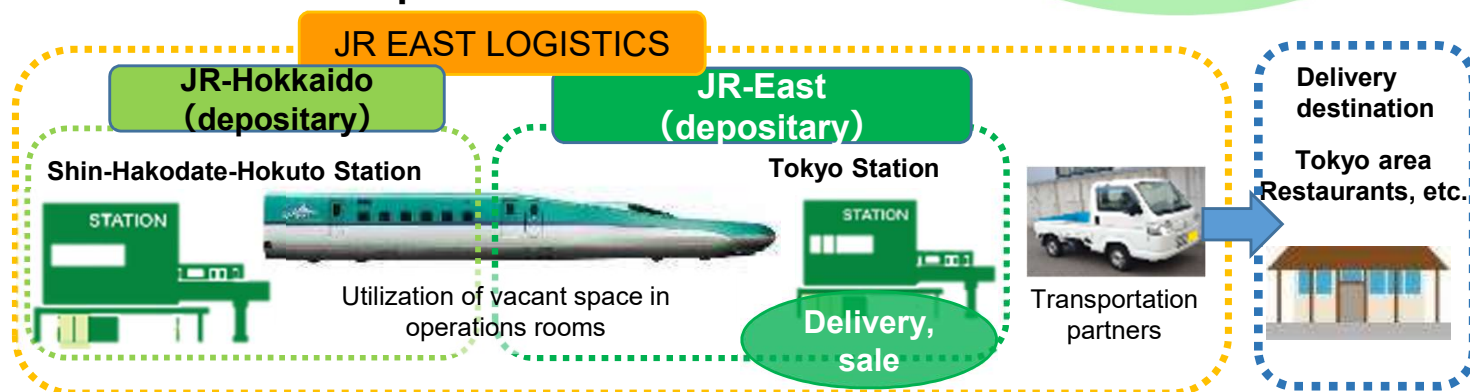 JR EAST LOGISTICS
JR-Hokkaido
（depositary）
JR-East
（depositary）
Delivery
destination
Shin-Hakodate-Hokuto Station
Tokyo Station
Tokyo area
Restaurants, etc.
STATION
STATION
Utilization of vacant space in
operations rooms
Delivery,
sale
Transportation
partners